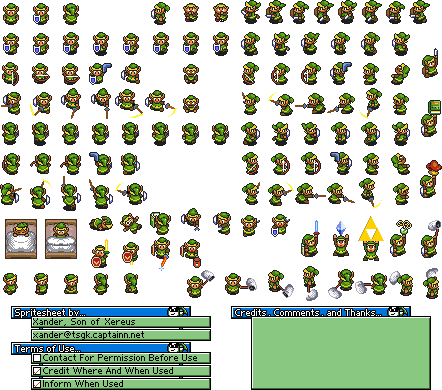 Spritesheet by...
Xander, Son of Xereus
xander@tsgk.captainn.net
Terms of Use..
Contact For Permission Before Use
Credit Where And When Used
Inform When Used
Credits.. Comments.. and Thanks...